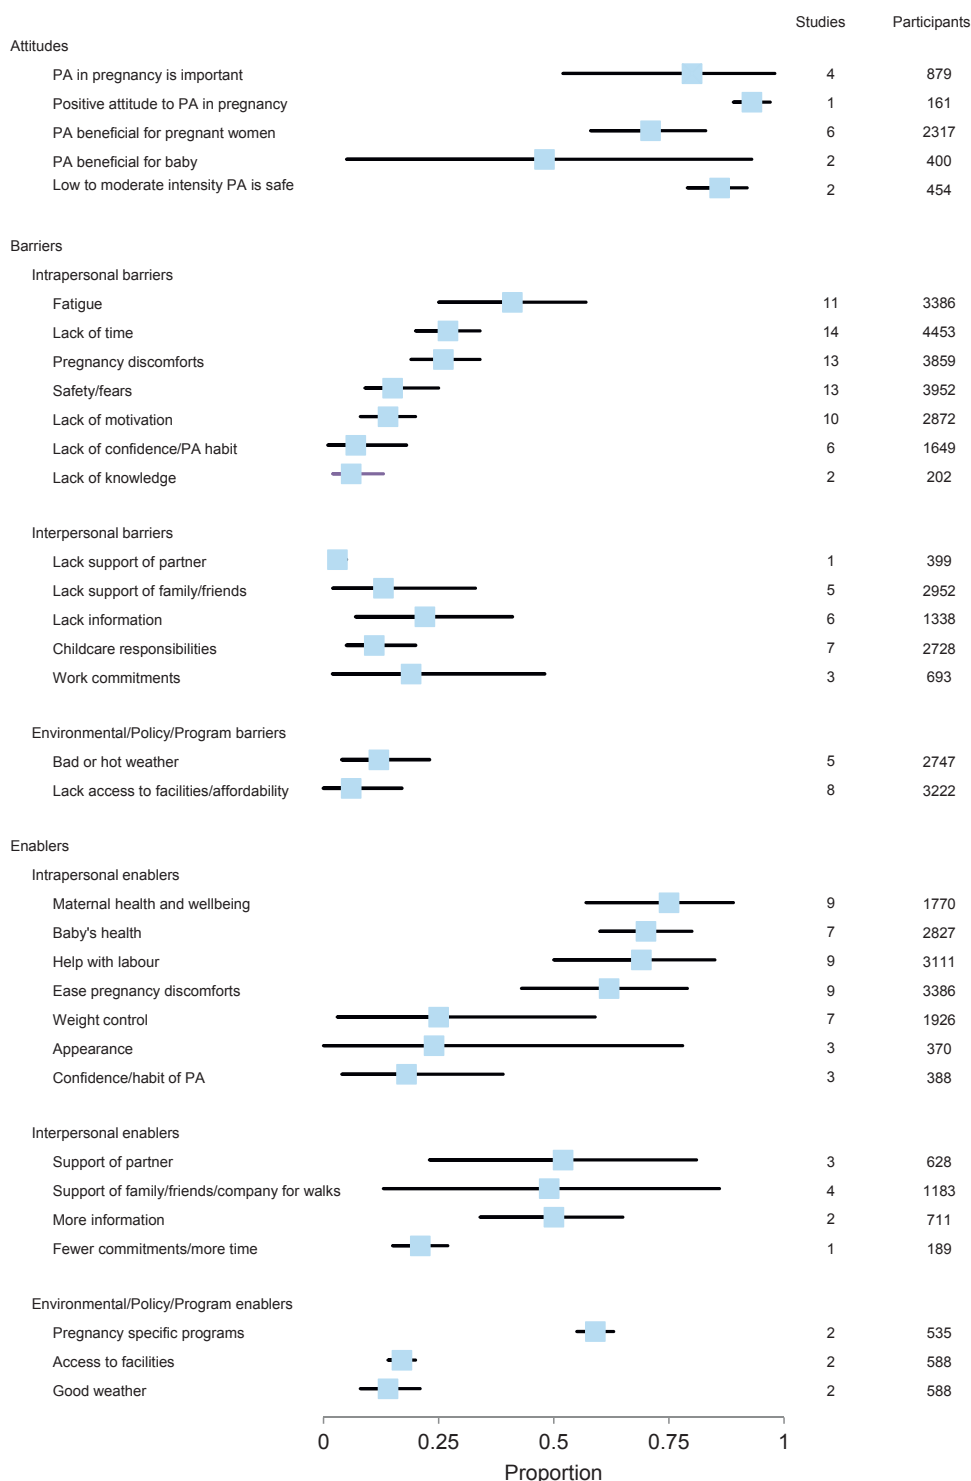 Studies Participants
Attitudes
PA in pregnancy is important 4 879
Positive attitude to PA in pregnancy 1 161
PA beneficial for pregnant women 6 2317
PA beneficial for baby 2 400
Low to moderate intensity PA is safe 2 454
Barriers
Intrapersonal barriers
Fatigue 11 3386
Lack of time 14 4453
Pregnancy discomforts 13 3859
Safety/fears 13 3952
Lack of motivation 10 2872
Lack of confidence/PA habit 6 1649
Lack of knowledge 2 202
Interpersonal barriers
Lack support of partner 1 399
Lack support of family/friends 5 2952
Lack information 6 1338
Childcare responsibilities 7 2728
Work commitments 3 693
Environmental/Policy/Program barriers
Bad or hot weather 5 2747
Lack access to facilities/affordability 8 3222
Enablers
Intrapersonal enablers
Maternal health and wellbeing 9 1770
Baby's health 7 2827
Help with labour 9 3111
Ease pregnancy discomforts 9 3386
Weight control 7 1926
Appearance 3 370
Confidence/habit of PA 3 388
Interpersonal enablers
Support of partner 3 628
Support of family/friends/company for walks 4 1183
More information 2 711
Fewer commitments/more time 1 189
Environmental/Policy/Program enablers
Pregnancy specific programs 2 535
Access to facilities 2 588
Good weather 2 588
0 0.25 0.5 0.75 1
Proportion